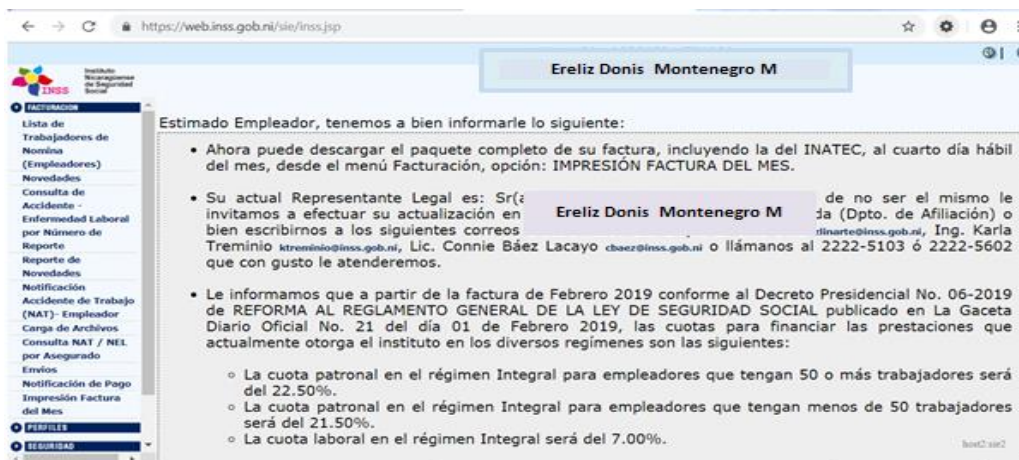 https://web.inss.gob.ni/sie/inss.jsp
Ereliz Donis Montenegro M
Instituto
Nicaragüense
de Seguridad
Social
INSS
FACTURACION
Lista de
Trabajadores de
Nomina
(Empleadores)
Novedades
Consulta de
Accidente -
Enfermedad Laboral
por Número de
Reporte
Reporte de
Novedades
Notificación
Accidente de Trabajo
(NAT)- Empleador
Carga de Archivos
Consulta NAT / NEL
por Asegurado
Envios
Notificación de Pago
Impresión Factura
del Mes
PERFILES
SEGURIDAD
Estimado Empleador, tenemos a bien informarle lo siguiente:
• Ahora puede descargar el paquete completo de su factura, incluyendo la del INATEC, al cuarto día hábil
del mes, desde el menú Facturación, opción: IMPRESIÓN FACTURA DEL MES.
• Su actual Representante Legal es: Sr(a de no ser el mismo le
invitamos a efectuar su actualización en Ereliz Donis Montenegro M da (Dpto. de Afiliación) o
bien escribirnos a los siguientes correos dinarte@inss.gob.ni, Ing. Karla
Treminio ktreminio@inss.gob.ni, Lic. Connie Báez Lacayo cbaez@inss.gob.ni o llámanos al 2222-5103 ó 2222-5602
que con gusto le atenderemos.
• Le informamos que a partir de la factura de Febrero 2019 conforme al Decreto Presidencial No. 06-2019
de REFORMA AL REGLAMENTO GENERAL DE LA LEY DE SEGURIDAD SOCIAL publicado en La Gaceta
Diario Oficial No. 21 del día 01 de Febrero 2019, las cuotas para financiar las prestaciones que
actualmente otorga el instituto en los diversos regímenes son las siguientes:
◦ La cuota patronal en el régimen Integral para empleadores que tengan 50 o más trabajadores será
del 22.50%.
◦ La cuota patronal en el régimen Integral para empleadores que tengan menos de 50 trabajadores
será del 21.50%.
◦ La cuota laboral en el régimen Integral será del 7.00%.
host2:sie2